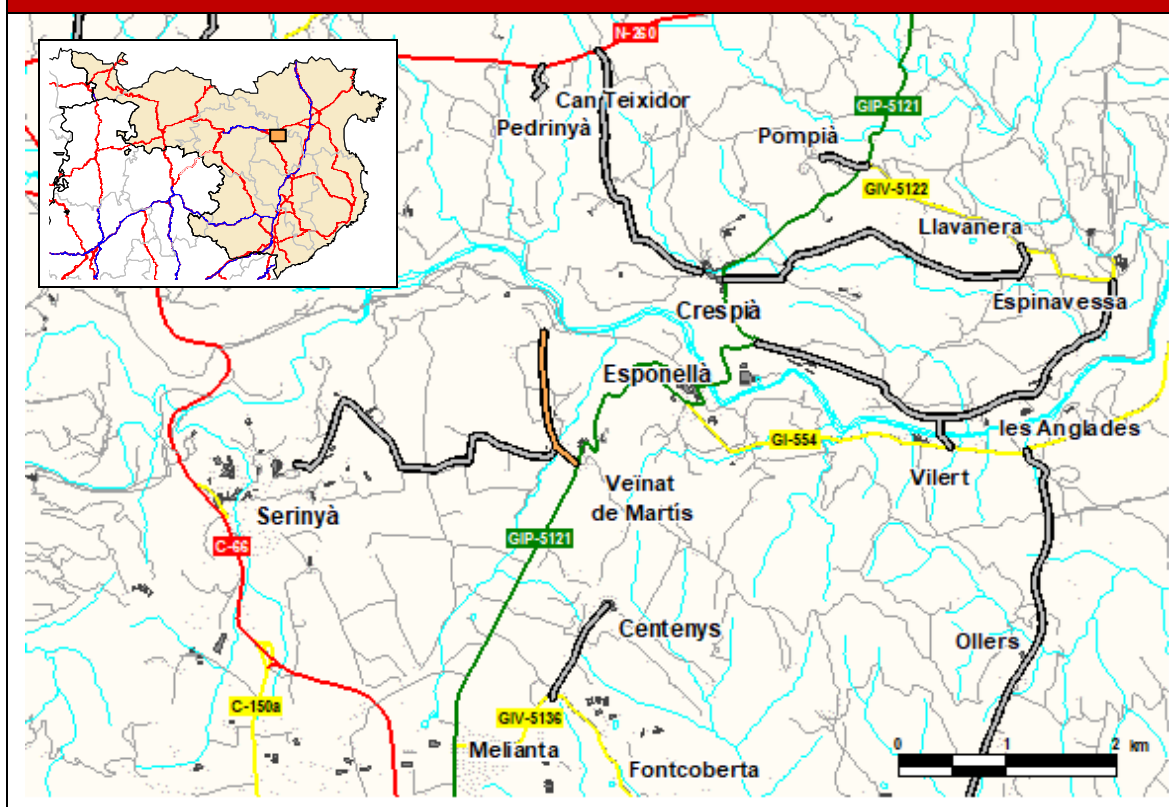 N-260
Can Teixidor
Pedrinyà
GIP-5121
Pompià
GIV-5122
Llavanera
Espinavessa
Crespià
Esponellà
les Anglades
GI-554
Vilert
Veïnat
de Martís
Serinyà
C-66
GIP-5121
Centenys
Ollers
C-150a
GIV-5136
Melianta
Fontcoberta
0 1 2 km